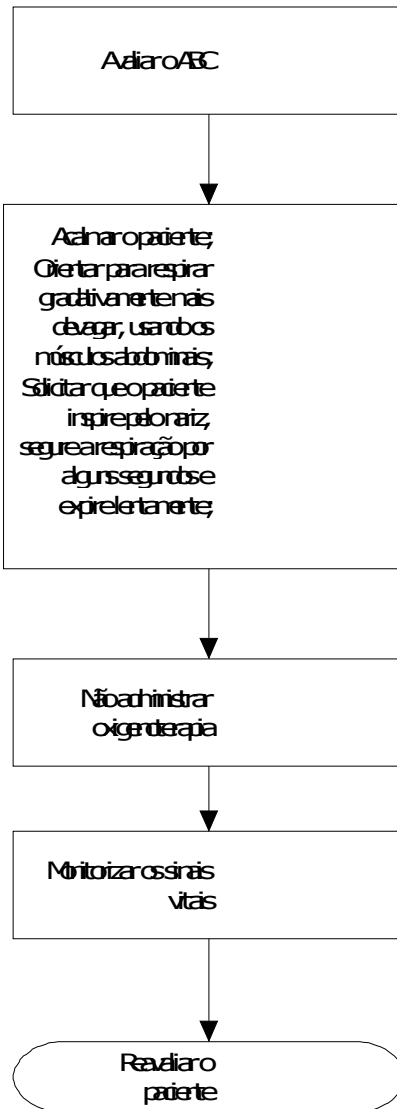 Avaliar o ABC
Acalmar o paciente;
Orientar para respirar
gradativamente mais
devagar, usando os
músculos abdominais;
Solicitar que o paciente
inspire pelo nariz,
segure a respiração por
alguns segundos e
expire lentamente;
Não administrar
oxigenoterapia
Monitorizar os sinais
vitais
Reavaliar o
paciente